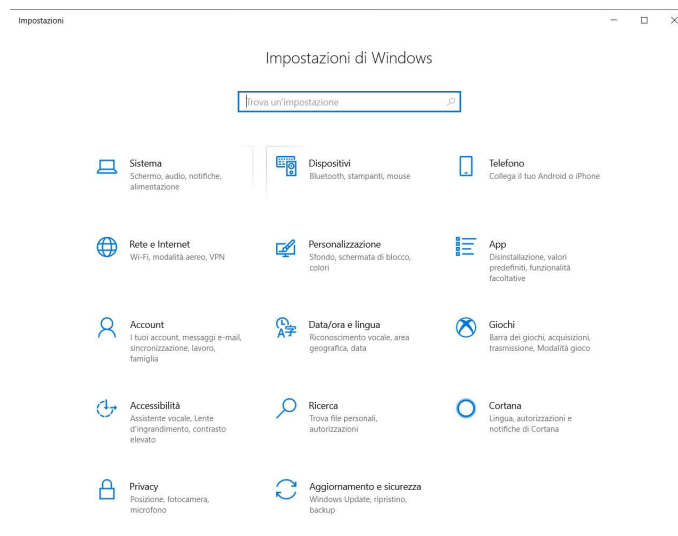 Impostazioni
Impostazioni di Windows
Trova un'impostazione
Sistema
Schermo, audio, notifiche,
alimentazione
Dispositivi
Bluetooth, stampanti, mouse
Telefono
Collega il tuo Android o iPhone
Rete e Internet
Wi-Fi, modalità aereo, VPN
Personalizzazione
Sfondo, schermata di blocco,
colori
App
Disinstallazione, valori
predefiniti, funzionalità
facoltative
Account
I tuoi account, messaggi e-mail,
sincronizzazione, lavoro,
famiglia
Data/ora e lingua
Riconoscimento vocale, area
geografica, data
Giochi
Barra dei giochi, acquisizioni,
trasmissione, Modalità gioco
Accessibilità
Assistente vocale, Lente
d'ingrandimento, contrasto
elevato
Ricerca
Trova file personali,
autorizzazioni
Cortana
Lingua, autorizzazioni e
notifiche di Cortana
Privacy
Posizione, fotocamera,
microfono
Aggiornamento e sicurezza
Windows Update, ripristino,
backup